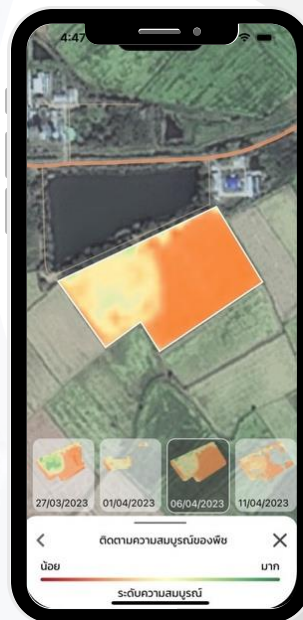 4:47
27/03/2023 01/04/2023 06/04/2023 11/04/2023
ติดตามความสมบูรณ์ของพืช
น้อย มาก
ระดับความสมบูรณ์